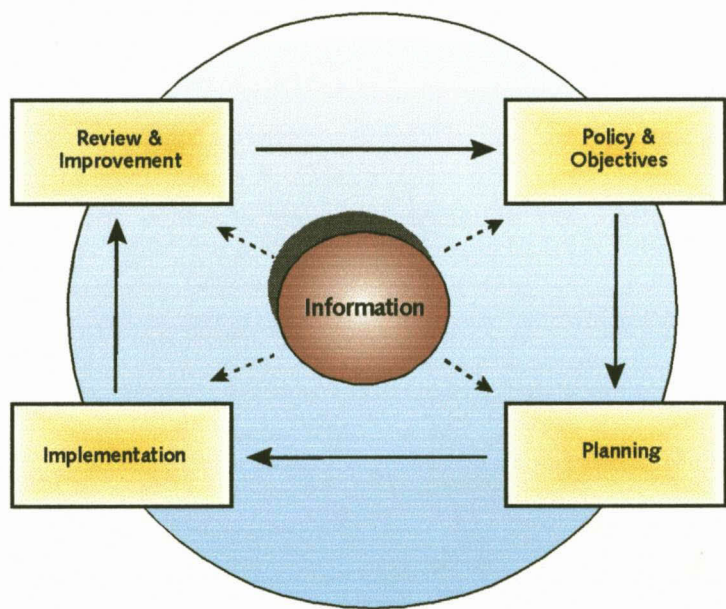 Review &
Improvement
Policy &
Objectives
Information
Implementation
Planning